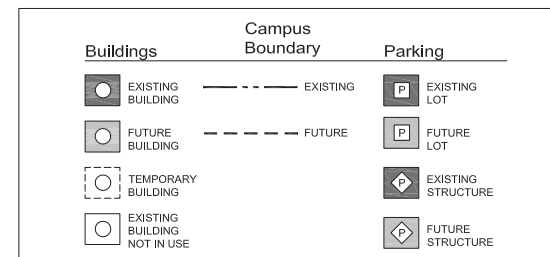 Buildings
Campus
Boundary
Parking
EXISTING
BUILDING
EXISTING
P
EXISTING
LOT
FUTURE
BUILDING
FUTURE
P
FUTURE
LOT
TEMPORARY
BUILDING
P
EXISTING
STRUCTURE
EXISTING
BUILDING
NOT IN USE
P
FUTURE
STRUCTURE